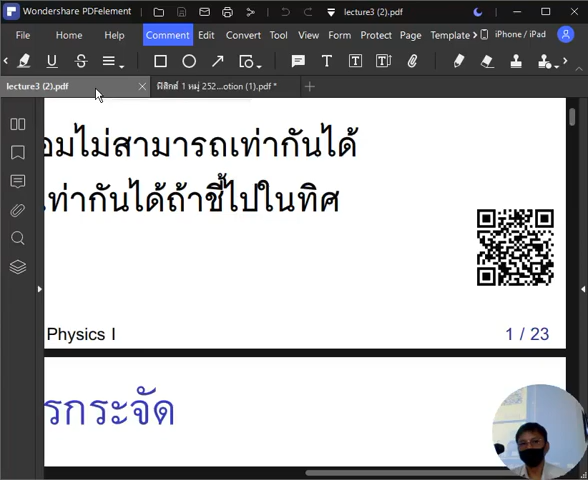 Wondershare PDFelement
lecture3 (2).pdf
File Home Help Comment Edit Convert Tool Form Protect Page Template iPhone / iPad
lecture3 (2).pdf
ฟิสิกส์ 1 หมู่ 252...otion (1).pdf *
อมไม่สามารถเท่ากันได้
เท่ากันได้ถ้าชี้ไปในทิศ
Physics I
1 / 23
รกระจัด